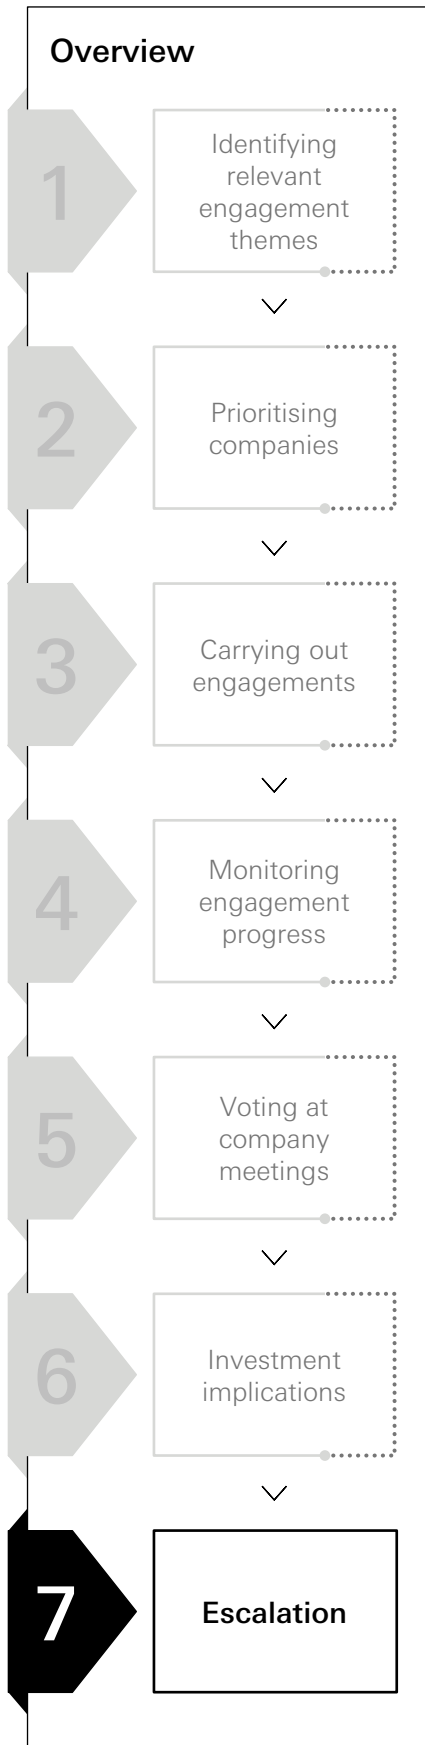 Overview
1
Identifying
relevant
engagement
themes
2
Prioritising
companies
3
Carrying out
engagements
4
Monitoring
engagement
progress
5
Voting at
company
meetings
6
Investment
implications
7
Escalation